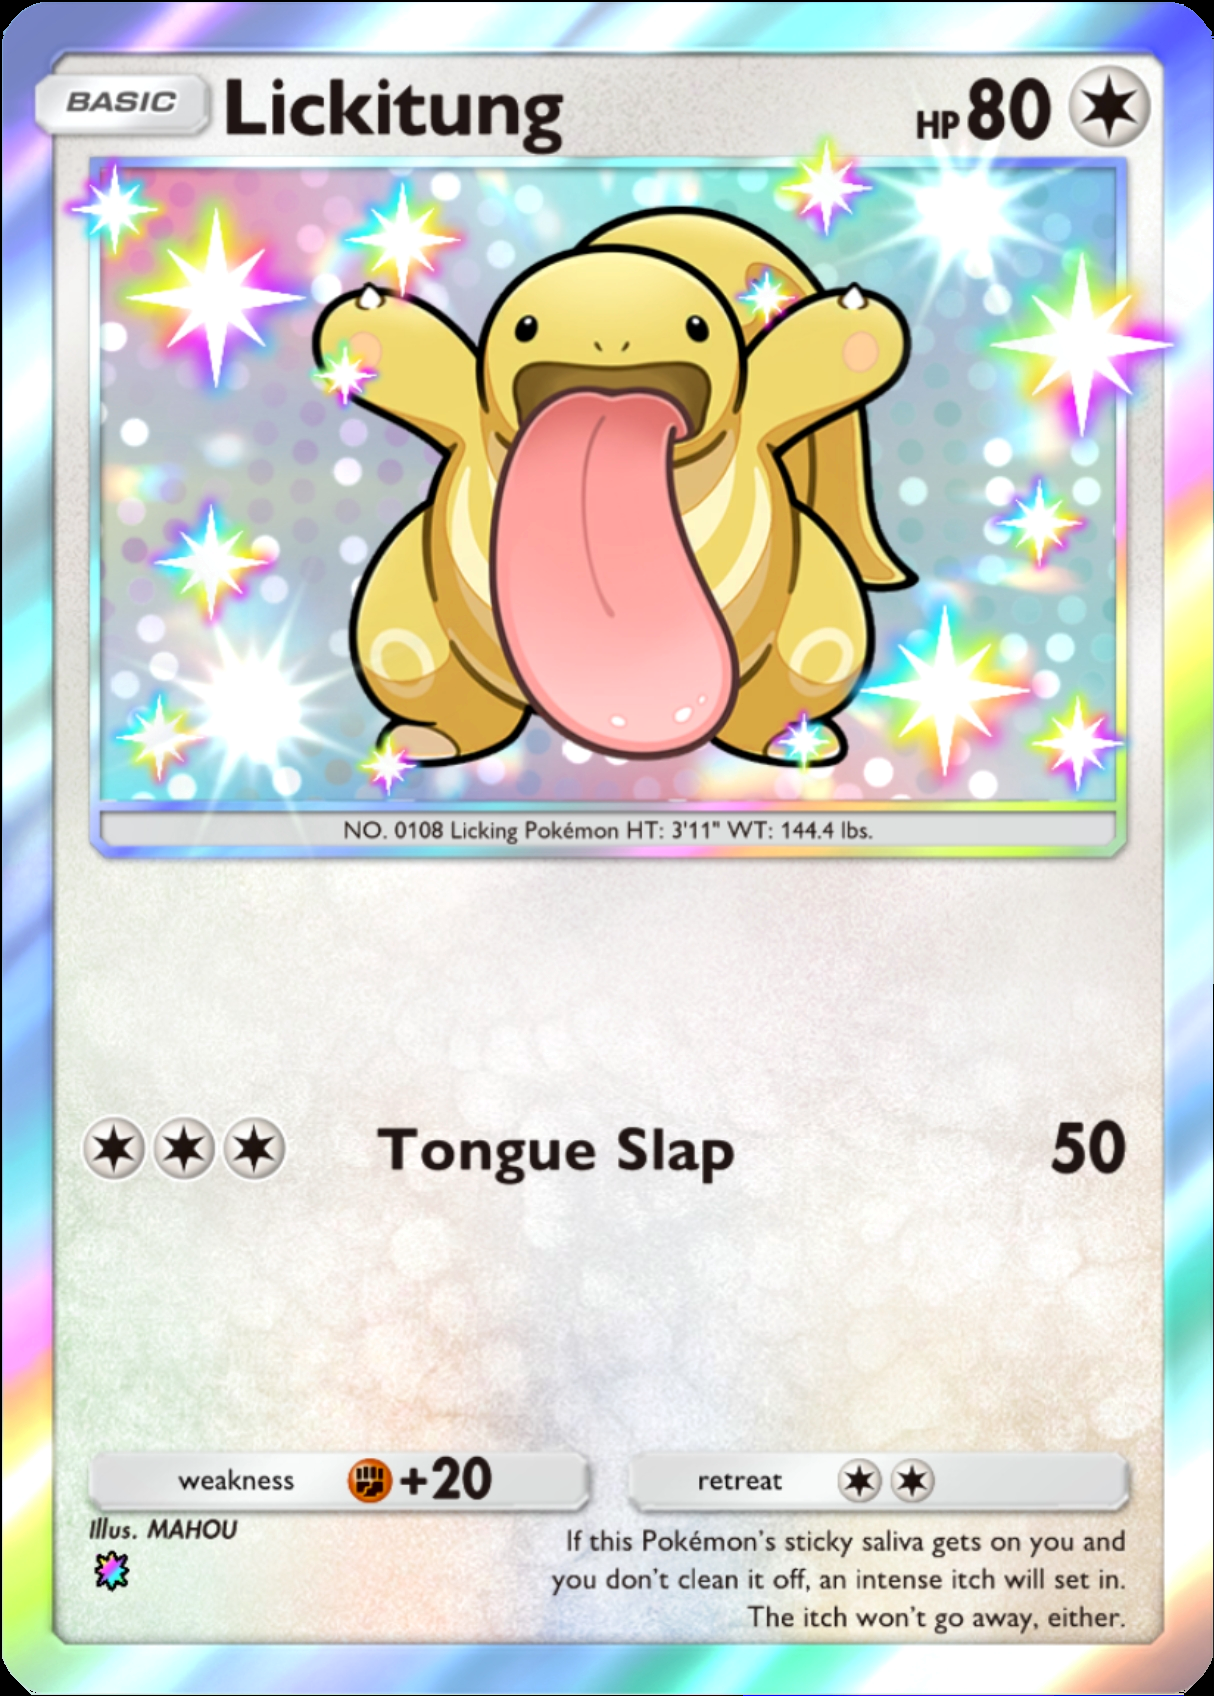 BASIC Lickitung HP 80
NO. 0108 Licking Pokémon HT: 3'11" WT: 144.4 lbs.
Tongue Slap 50
weakness +20 retreat
Illus. MAHOU
If this Pokémon's sticky saliva gets on you and
you don't clean it off, an intense itch will set in.
The itch won't go away, either.